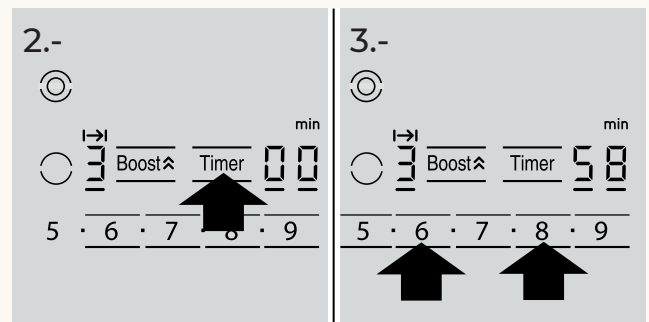 2.-
min
3 Boost Timer 00
5 · 6 · 7 · 8 · 9
3.-
min
3 Boost Timer 58
5 · 6 · 7 · 8 · 9